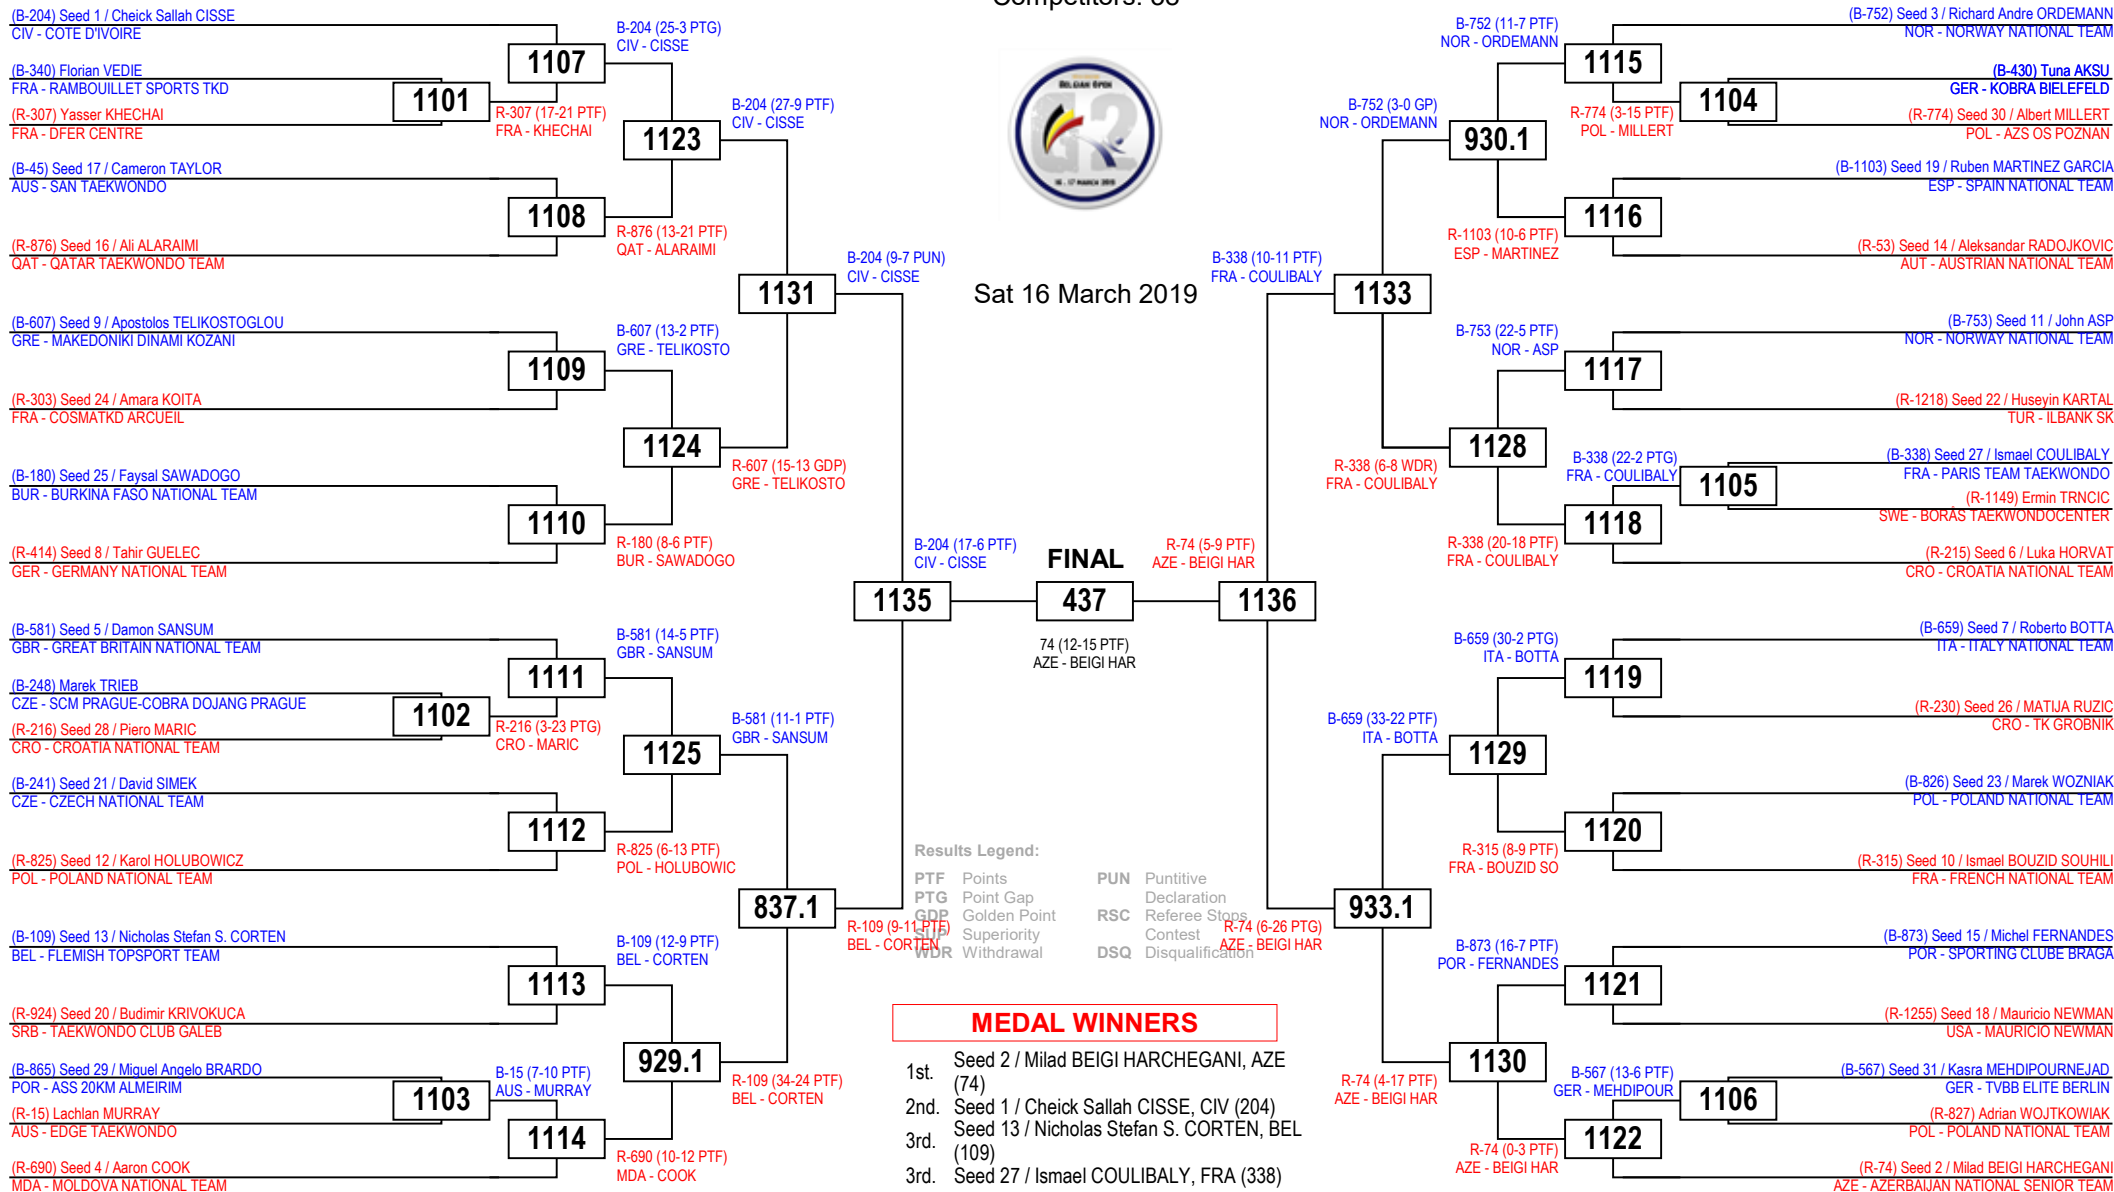 Competitors: 38
(B-204) Seed 1 / Cheick Sallah CISSE
CIV - COTE D'IVOIRE
1107
B-204 (25-3 PTG)
CIV - CISSE
(B-340) Florian VEDIE
FRA - RAMBOUILLET SPORTS TKD
1101
R-307 (17-21 PTF)
FRA - KHECHAI
(R-307) Yasser KHECHAI
FRA - DFER CENTRE
1123
B-204 (27-9 PTF)
CIV - CISSE
(B-45) Seed 17 / Cameron TAYLOR
AUS - SAN TAEKWONDO
1108
R-876 (13-21 PTF)
QAT - ALARAIMI
(R-876) Seed 16 / Ali ALARAIMI
QAT - QATAR TAEKWONDO TEAM
1131
B-204 (9-7 PUN)
CIV - CISSE
(B-607) Seed 9 / Apostolos TELIKOSTOGLOU
GRE - MAKEDONIKI DINAMI KOZANI
1109
B-607 (13-2 PTF)
GRE - TELIKOSTO
(R-303) Seed 24 / Amara KOITA
FRA - COSMATKD ARCUEIL
1124
R-607 (15-13 GDP)
GRE - TELIKOSTO
(B-180) Seed 25 / Faysal SAWADOGO
BUR - BURKINA FASO NATIONAL TEAM
1110
R-180 (8-6 PTF)
BUR - SAWADOGO
(R-414) Seed 8 / Tahir GUELEC
GER - GERMANY NATIONAL TEAM
1135
B-204 (17-6 PTF)
CIV - CISSE
(B-581) Seed 5 / Damon SANSUM
GBR - GREAT BRITAIN NATIONAL TEAM
1111
B-581 (14-5 PTF)
GBR - SANSUM
(B-248) Marek TRIEB
CZE - SCM PRAGUE-COBRA DOJANG PRAGUE
1102
R-216 (3-23 PTG)
CRO - MARIC
(R-216) Seed 28 / Piero MARIC
CRO - CROATIA NATIONAL TEAM
1125
B-581 (11-1 PTF)
GBR - SANSUM
(B-241) Seed 21 / David SIMEK
CZE - CZECH NATIONAL TEAM
1112
R-825 (6-13 PTF)
POL - HOLUBOWIC
(R-825) Seed 12 / Karol HOLUBOWICZ
POL - POLAND NATIONAL TEAM
837.1
R-109 (9-11 PTF)
BEL - CORTEN
(B-109) Seed 13 / Nicholas Stefan S. CORTEN
BEL - FLEMISH TOPSPORT TEAM
1113
B-109 (12-9 PTF)
BEL - CORTEN
(R-924) Seed 20 / Budimir KRIVOKUCA
SRB - TAEKWONDO CLUB GALEB
929.1
R-109 (34-24 PTF)
BEL - CORTEN
(B-865) Seed 29 / Miguel Angelo BRARDO
POR - ASS 20KM ALMEIRIM
1103
B-15 (7-10 PTF)
AUS - MURRAY
(R-15) Lachlan MURRAY
AUS - EDGE TAEKWONDO
1114
R-690 (10-12 PTF)
MDA - COOK
(R-690) Seed 4 / Aaron COOK
MDA - MOLDOVA NATIONAL TEAM
BELGIAN OPEN
G2
16 - 17 MARCH 2019
Sat 16 March 2019
FINAL
437
74 (12-15 PTF)
AZE - BEIGI HAR
Results Legend:
PTF Points
PTG Point Gap
GDP Golden Point
SUP Superiority
WDR Withdrawal
PUN Puntitive
Declaration
RSC Referee Stops
Contest
DSQ Disqualification
MEDAL WINNERS
1st. Seed 2 / Milad BEIGI HARCHEGANI, AZE
(74)
2nd. Seed 1 / Cheick Sallah CISSE, CIV (204)
3rd. Seed 13 / Nicholas Stefan S. CORTEN, BEL
(109)
3rd. Seed 27 / Ismael COULIBALY, FRA (338)
(B-752) Seed 3 / Richard Andre ORDEMANN
NOR - NORWAY NATIONAL TEAM
1115
B-752 (11-7 PTF)
NOR - ORDEMANN
(B-430) Tuna AKSU
GER - KOBRA BIELEFELD
1104
R-774 (3-15 PTF)
POL - MILLERT
(R-774) Seed 30 / Albert MILLERT
POL - AZS OS POZNAN
930.1
B-752 (3-0 GP)
NOR - ORDEMANN
(B-1103) Seed 19 / Ruben MARTINEZ GARCIA
ESP - SPAIN NATIONAL TEAM
1116
R-1103 (10-6 PTF)
ESP - MARTINEZ
(R-53) Seed 14 / Aleksandar RADOJKOVIC
AUT - AUSTRIAN NATIONAL TEAM
1133
B-338 (10-11 PTF)
FRA - COULIBALY
(B-753) Seed 11 / John ASP
NOR - NORWAY NATIONAL TEAM
1117
B-753 (22-5 PTF)
NOR - ASP
(R-1218) Seed 22 / Huseyin KARTAL
TUR - ILBANK SK
1128
R-338 (6-8 WDR)
FRA - COULIBALY
(B-338) Seed 27 / Ismael COULIBALY
FRA - PARIS TEAM TAEKWONDO
1105
B-338 (22-2 PTG)
FRA - COULIBALY
(R-1149) Ermin TRNCIC
SWE - BORÅS TAEKWONDOCENTER
1118
R-338 (20-18 PTF)
FRA - COULIBALY
(R-215) Seed 6 / Luka HORVAT
CRO - CROATIA NATIONAL TEAM
1136
R-74 (5-9 PTF)
AZE - BEIGI HAR
(B-659) Seed 7 / Roberto BOTTA
ITA - ITALY NATIONAL TEAM
1119
B-659 (30-2 PTG)
ITA - BOTTA
(R-230) Seed 26 / MATIJA RUZIC
CRO - TK GROBNIK
1129
B-659 (33-22 PTF)
ITA - BOTTA
(B-826) Seed 23 / Marek WOZNIAK
POL - POLAND NATIONAL TEAM
1120
R-315 (8-9 PTF)
FRA - BOUZID SO
(R-315) Seed 10 / Ismael BOUZID SOUHILI
FRA - FRENCH NATIONAL TEAM
933.1
R-74 (6-26 PTG)
AZE - BEIGI HAR
(B-873) Seed 15 / Michel FERNANDES
POR - SPORTING CLUBE BRAGA
1121
B-873 (16-7 PTF)
POR - FERNANDES
(R-1255) Seed 18 / Mauricio NEWMAN
USA - MAURICIO NEWMAN
1130
R-74 (4-17 PTF)
AZE - BEIGI HAR
(B-567) Seed 31 / Kasra MEHDIPOURNEJAD
GER - TVBB ELITE BERLIN
1106
B-567 (13-6 PTF)
GER - MEHDIPOUR
(R-827) Adrian WOJTKOWIAK
POL - POLAND NATIONAL TEAM
1122
R-74 (0-3 PTF)
AZE - BEIGI HAR
(R-74) Seed 2 / Milad BEIGI HARCHEGANI
AZE - AZERBAIJAN NATIONAL SENIOR TEAM